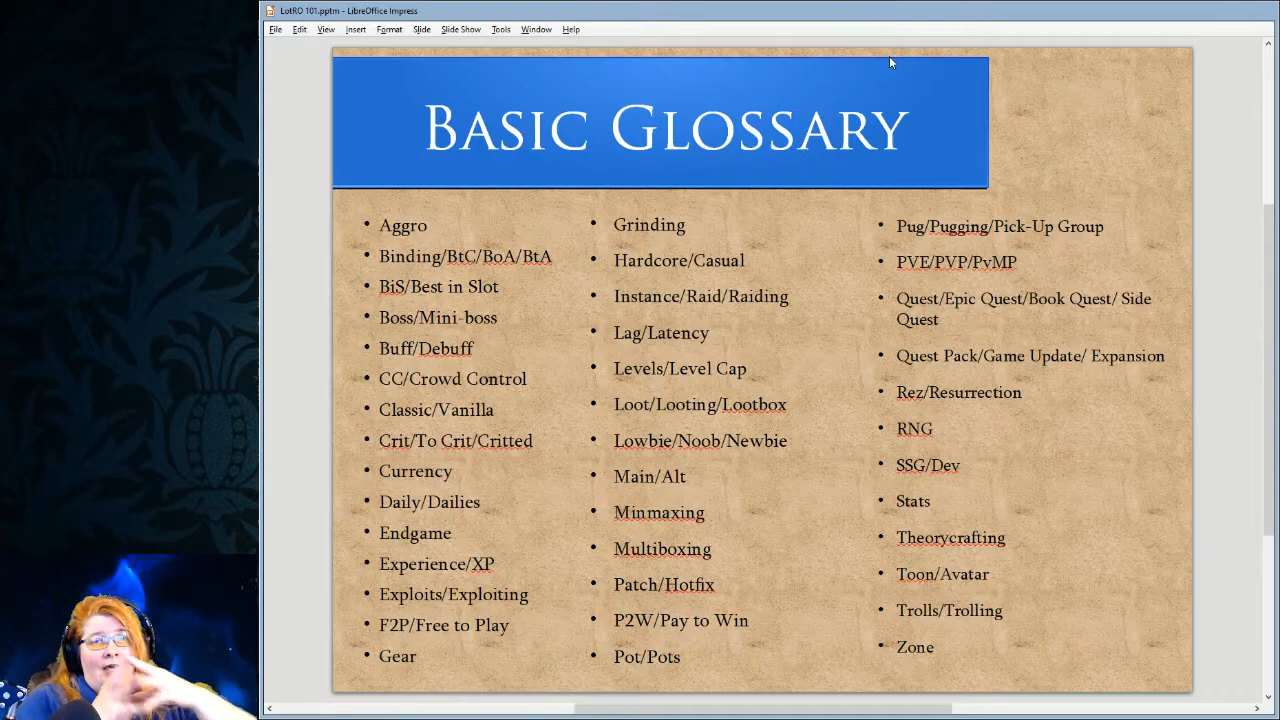 LotRO 101.pptm - LibreOffice Impress
File Edit View Insert Format Slide Slide Show Tools Window Help
Basic Glossary
• Aggro
• Binding/BtC/BoA/BtA
• BiS/Best in Slot
• Boss/Mini-boss
• Buff/Debuff
• CC/Crowd Control
• Classic/Vanilla
• Crit/To Crit/Critted
• Currency
• Daily/Dailies
• Endgame
• Experience/XP
• Exploits/Exploiting
• F2P/Free to Play
• Gear
• Grinding
• Hardcore/Casual
• Instance/Raid/Raiding
• Lag/Latency
• Levels/Level Cap
• Loot/Looting/Lootbox
• Lowbie/Noob/Newbie
• Main/Alt
• Minmaxing
• Multiboxing
• Patch/Hotfix
• P2W/Pay to Win
• Pot/Pots
• Pug/Pugging/Pick-Up Group
• PVE/PVP/PvMP
• Quest/Epic Quest/Book Quest/ Side
Quest
• Quest Pack/Game Update/ Expansion
• Rez/Resurrection
• RNG
• SSG/Dev
• Stats
• Theorycrafting
• Toon/Avatar
• Trolls/Trolling
• Zone